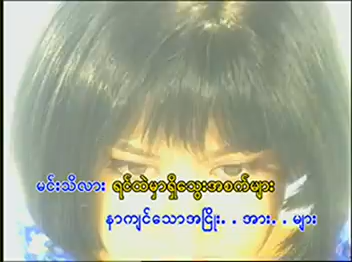 မင်းသိလား ရင်ထဲမှာရှိသွေးအစက်များ
နာကျင်သောအငြိုး. . အား. . များ